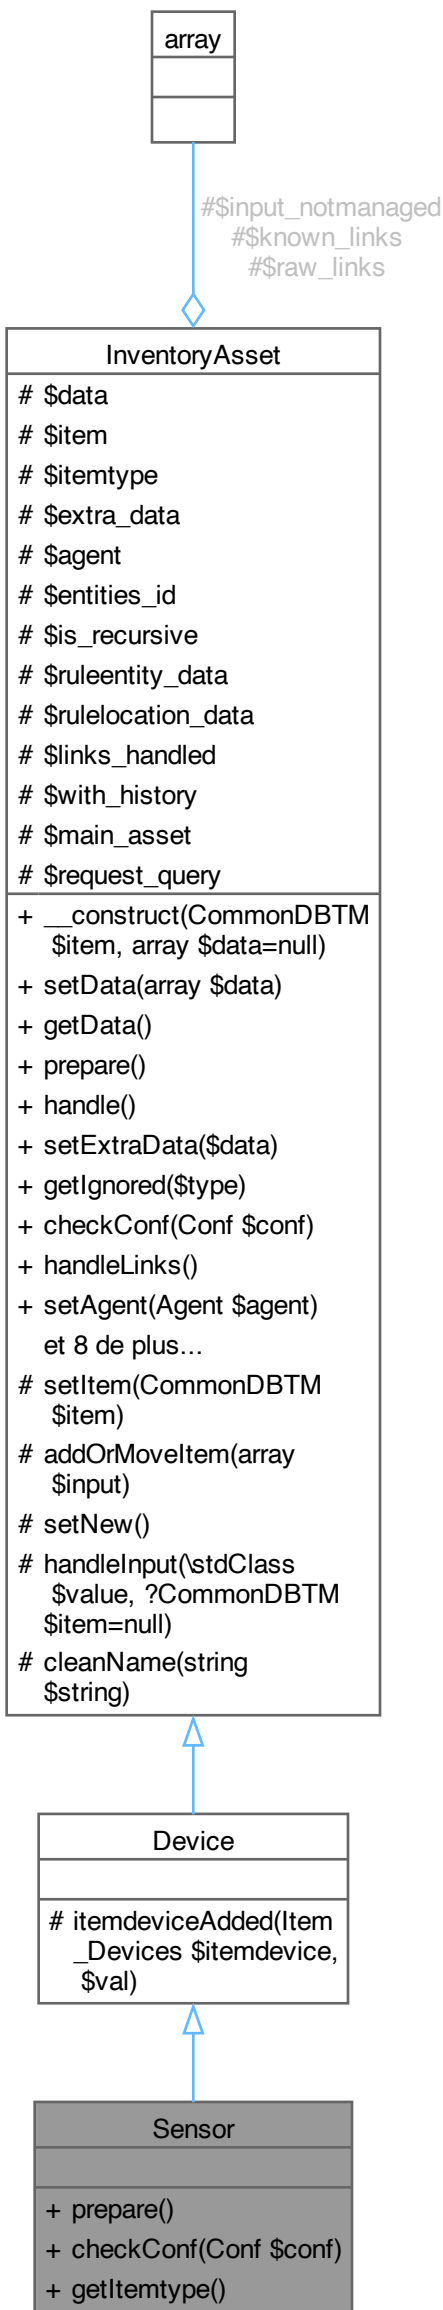 array
#$input_notmanaged
#$known_links
#$raw_links
InventoryAsset
# $data
# $item
# $itemtype
# $extra_data
# $agent
# $entities_id
# $is_recursive
# $ruleentity_data
# $rulelocation_data
# $links_handled
# $with_history
# $main_asset
# $request_query
+ __construct(CommonDBTM
$item, array $data=null)
+ setData(array $data)
+ getData()
+ prepare()
+ handle()
+ setExtraData($data)
+ getIgnored($type)
+ checkConf(Conf $conf)
+ handleLinks()
+ setAgent(Agent $agent)
et 8 de plus...
# setItem(CommonDBTM
$item)
# addOrMoveItem(array
$input)
# setNew()
# handleInput(\stdClass
$value, ?CommonDBTM
$item=null)
# cleanName(string
$string)
Device
# itemdeviceAdded(Item
_Devices $itemdevice,
$val)
Sensor
+ prepare()
+ checkConf(Conf $conf)
+ getItemtype()